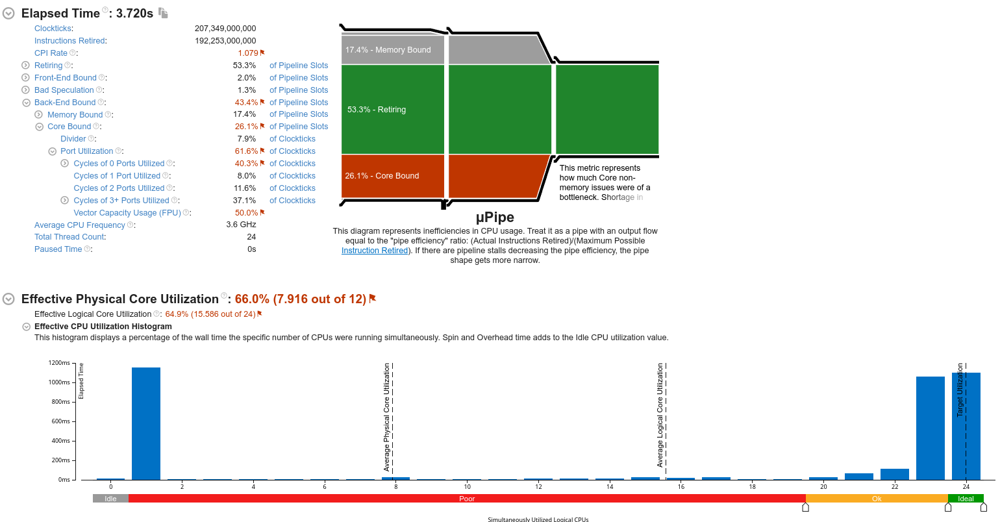 Elapsed Time: 3.720s
Clockticks: 207,349,000,000
Instructions Retired: 192,253,000,000
CPI Rate: 1.079
Retiring: 53.3% of Pipeline Slots
Front-End Bound: 2.0% of Pipeline Slots
Bad Speculation: 1.3% of Pipeline Slots
Back-End Bound: 43.4% of Pipeline Slots
Memory Bound: 17.4% of Pipeline Slots
Core Bound: 26.1% of Pipeline Slots
Divider: 7.9% of Clockticks
Port Utilization: 61.6% of Clockticks
Cycles of 0 Ports Utilized: 40.3% of Clockticks
Cycles of 1 Port Utilized: 8.0% of Clockticks
Cycles of 2 Ports Utilized: 11.6% of Clockticks
Cycles of 3+ Ports Utilized: 37.1% of Clockticks
Vector Capacity Usage (FPU): 50.0%
Average CPU Frequency: 3.6 GHz
Total Thread Count: 24
Paused Time: 0s
17.4% - Memory Bound
53.3% - Retiring
26.1% - Core Bound
This metric represents
how much Core non-
memory issues were of a
bottleneck. Shortage in
µPipe
This diagram represents inefficiencies in CPU usage. Treat it as a pipe with an output flow
equal to the "pipe efficiency" ratio: (Actual Instructions Retired)/(Maximum Possible
Instruction Retired). If there are pipeline stalls decreasing the pipe efficiency, the pipe
shape gets more narrow.
Effective Physical Core Utilization: 66.0% (7.916 out of 12)
Effective Logical Core Utilization: 64.9% (15.586 out of 24)
Effective CPU Utilization Histogram
This histogram displays a percentage of the wall time the specific number of CPUs were running simultaneously. Spin and Overhead time adds to the Idle CPU utilization value.
1200ms
1000ms
800ms
600ms
400ms
200ms
0ms
Elapsed Time
Average Physical Core Utilization
Average Logical Core Utilization
Target Utilization
0 2 4 6 8 10 12 14 16 18 20 22 24
Idle Poor Ok Ideal
Simultaneously Utilized Logical CPUs